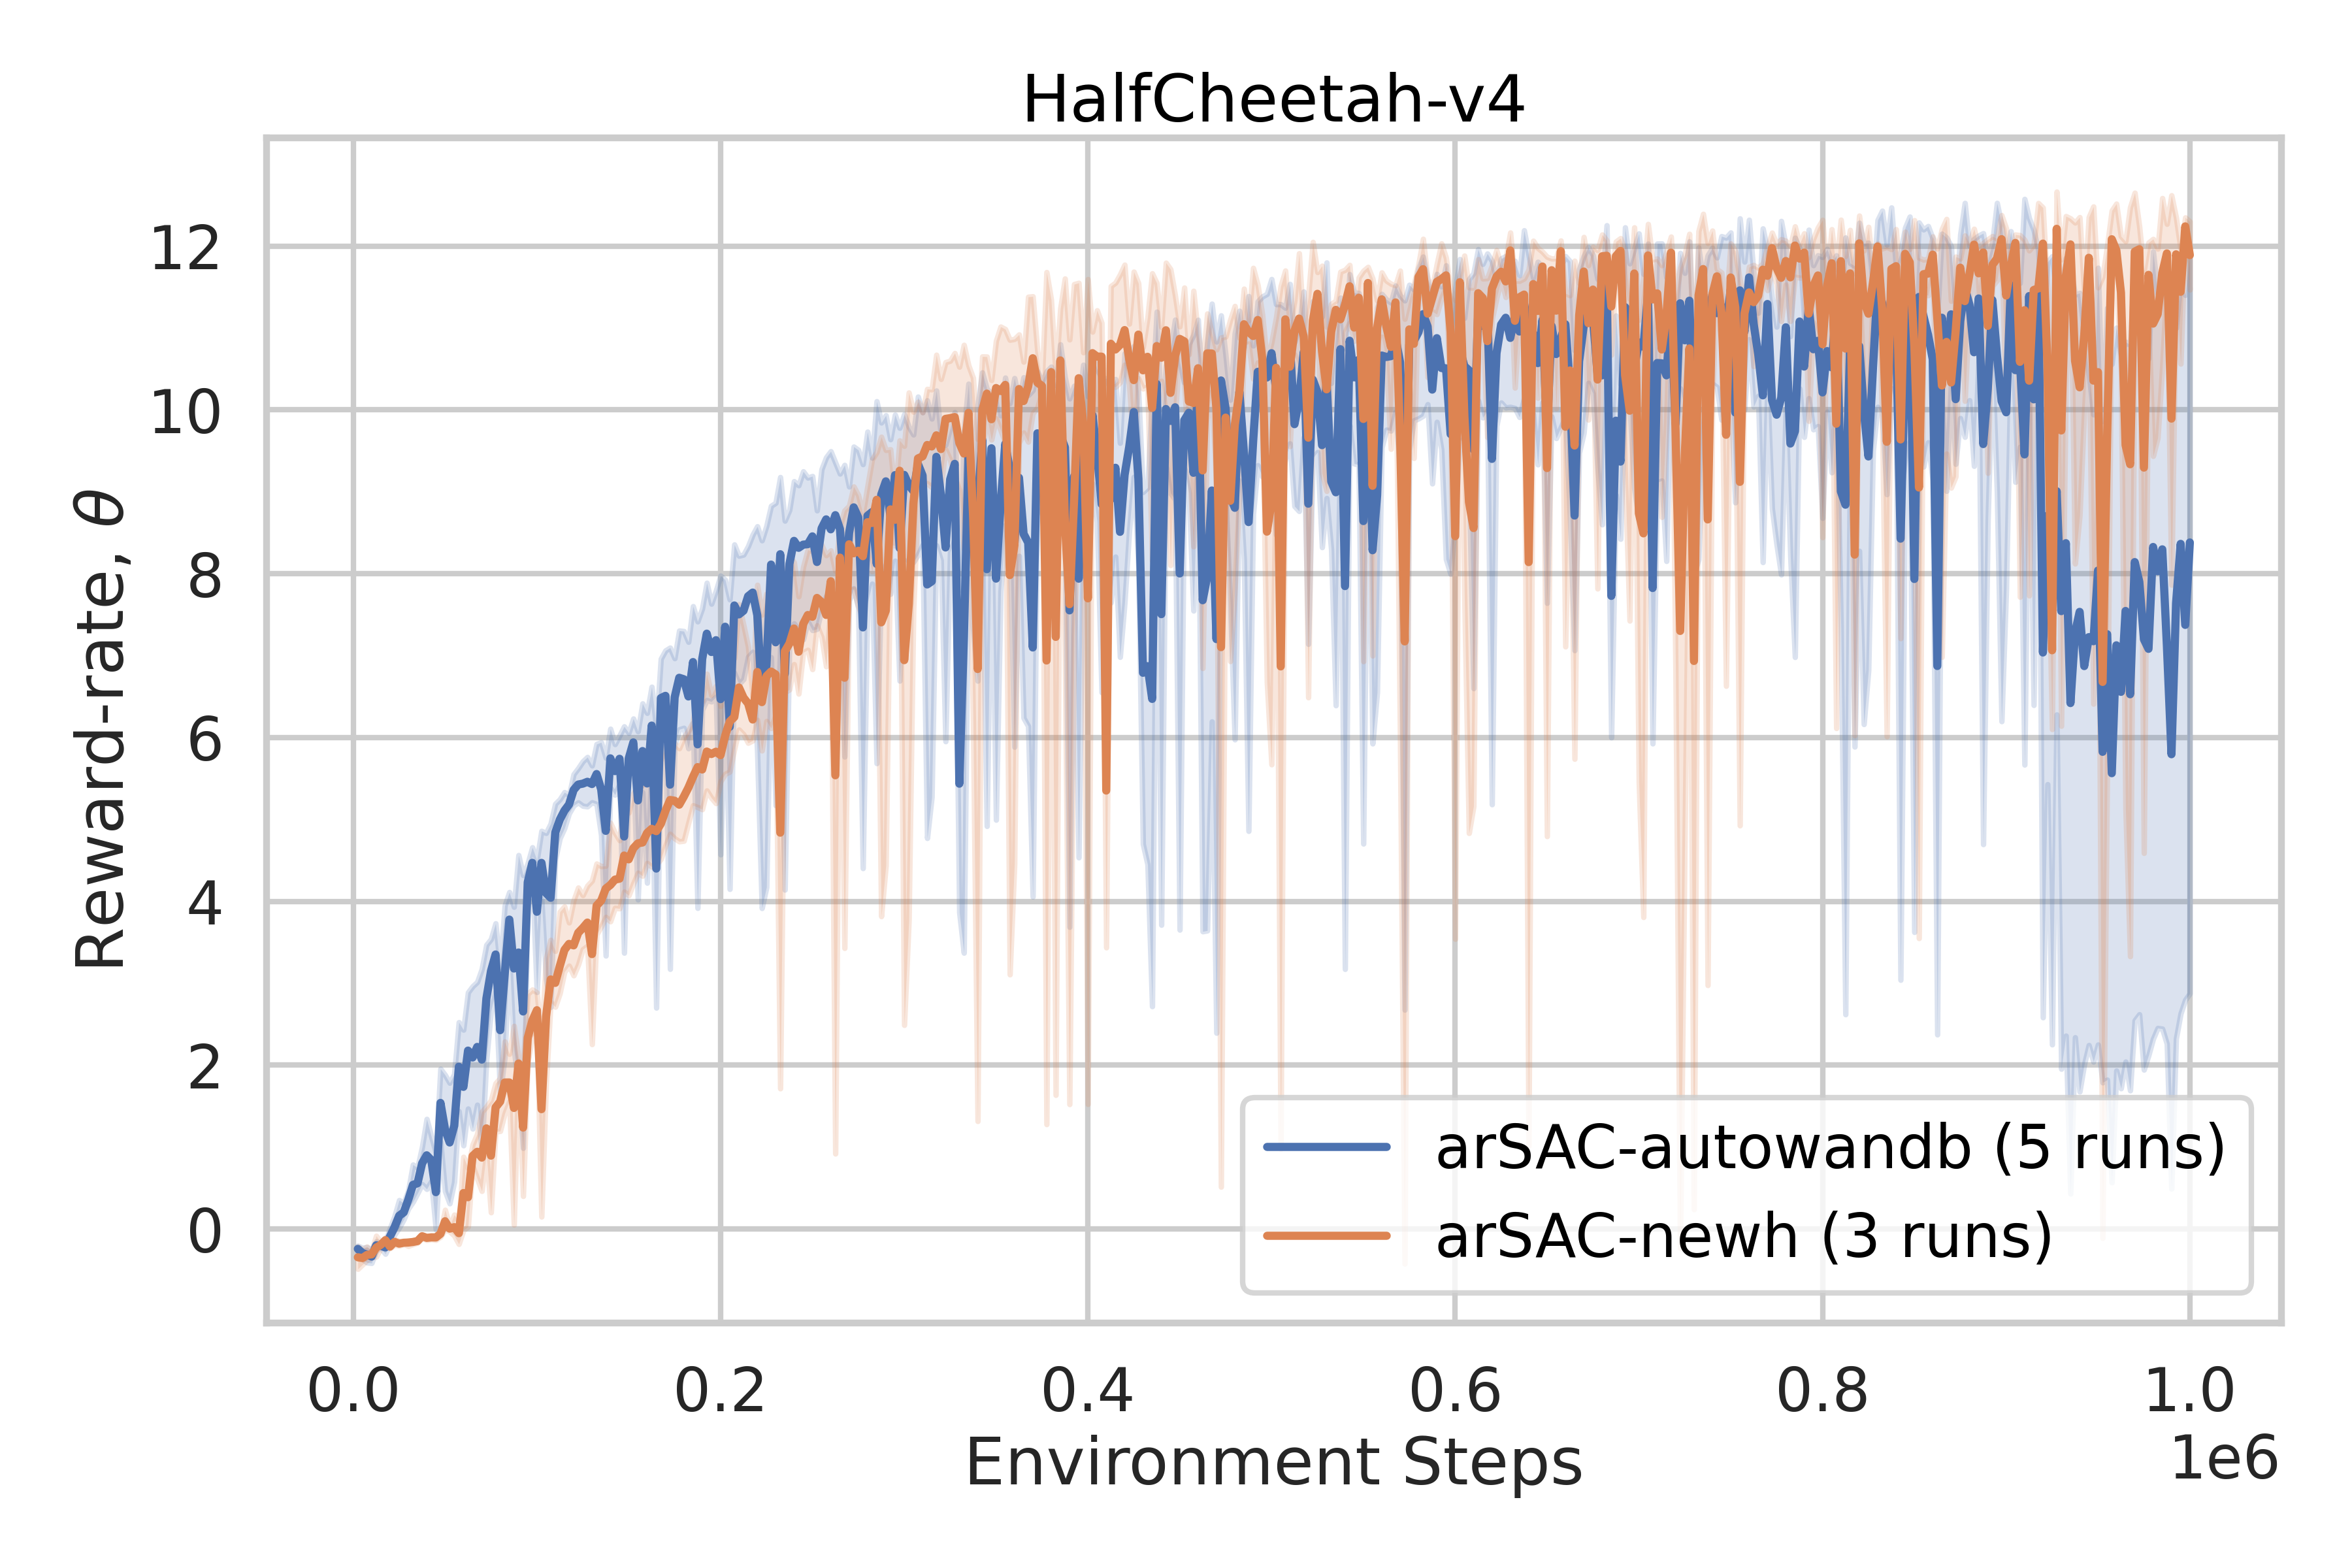 HalfCheetah-v4
Reward-rate, θ
12
10
8
6
4
2
0
arSAC-autowandb (5 runs)
arSAC-newh (3 runs)
0.0 0.2 0.4 0.6 0.8 1.0
1e6
Environment Steps